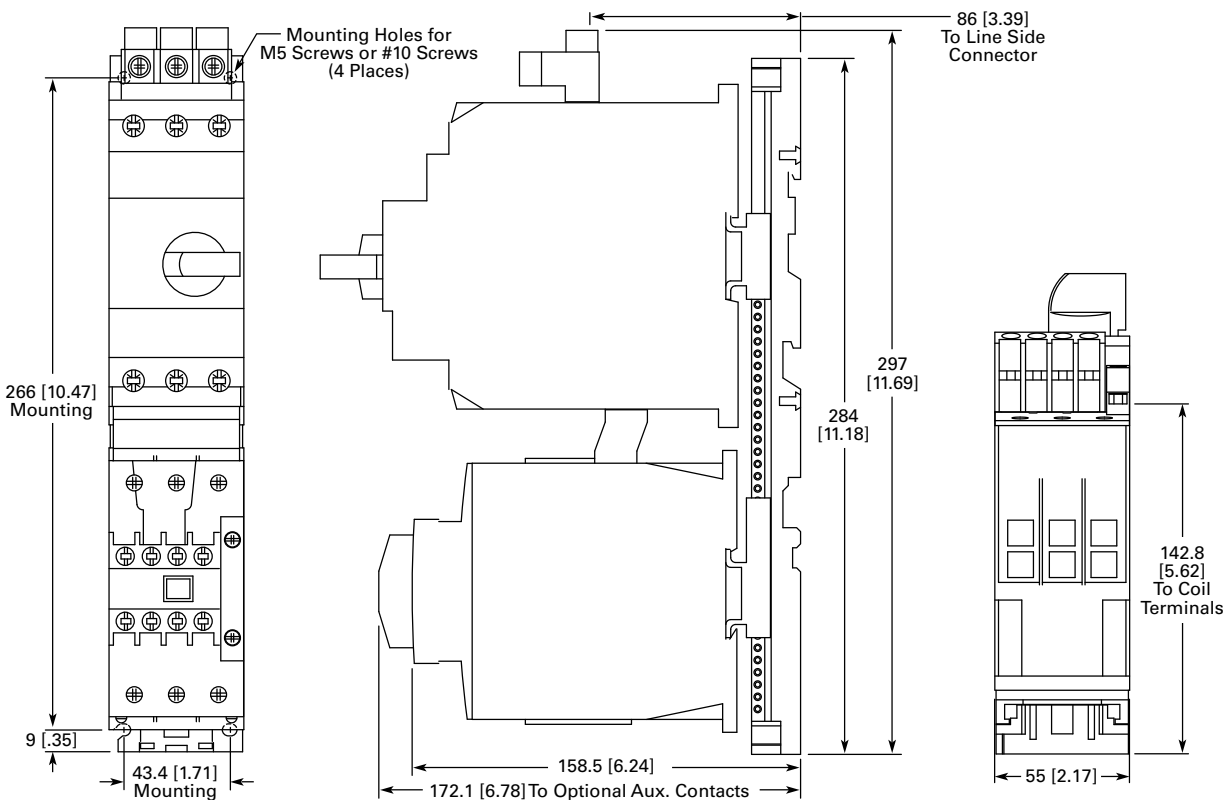 Mounting Holes for
M5 Screws or #10 Screws
(4 Places)
86 [3.39]
To Line Side
Connector
266 [10.47]
Mounting
297
[11.69]
284
[11.18]
142.8
[5.62]
To Coil
Terminals
9 [.35]
43.4 [1.71]
Mounting
158.5 [6.24]
172.1 [6.78] To Optional Aux. Contacts
55 [2.17]